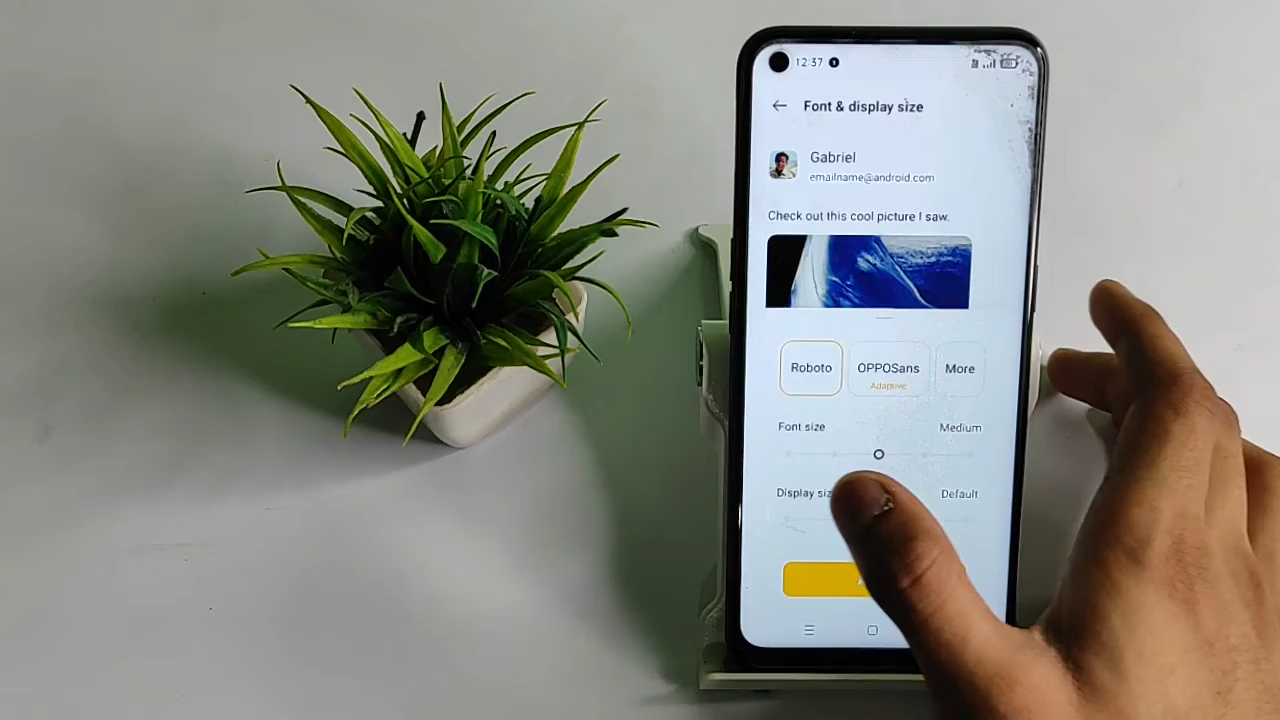 12:37
Font & display size
Gabriel
emailname@android.com
Check out this cool picture I saw.
Roboto
OPPOSans
Adaptive
More
Font size
Medium
Display
Default